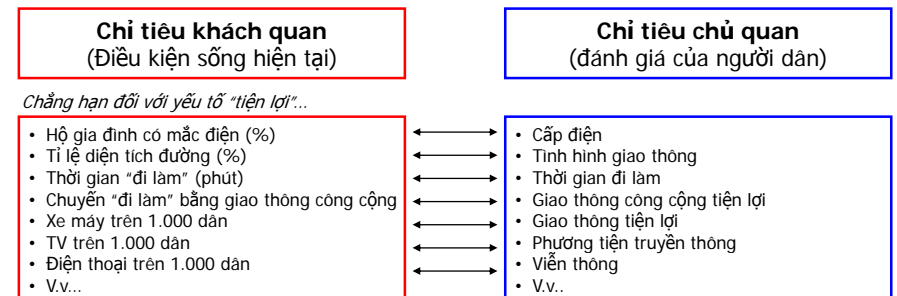 Chỉ tiêu khách quan
(Điều kiện sống hiện tại)
Chỉ tiêu chủ quan
(đánh giá của người dân)
Chẳng hạn đối với yếu tố "tiện lợi"...
• Hộ gia đình có mắc điện (%)
• Tỉ lệ diện tích đường (%)
• Thời gian "đi làm" (phút)
• Chuyến "đi làm" bằng giao thông công cộng
• Xe máy trên 1.000 dân
• TV trên 1.000 dân
• Điện thoại trên 1.000 dân
• V.v...
• Cấp điện
• Tình hình giao thông
• Thời gian đi làm
• Giao thông công cộng tiện lợi
• Giao thông tiện lợi
• Phương tiện truyền thông
• Viễn thông
• V.v..